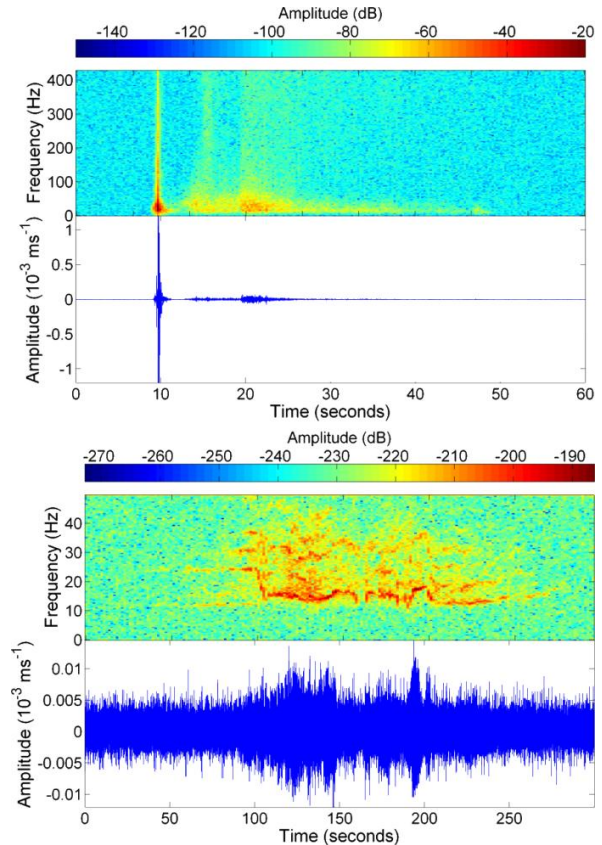 Amplitude (dB)
-140 -120 -100 -80 -60 -40 -20
Frequency (Hz)
400
300
200
100
0
Amplitude (10⁻³ ms⁻¹)
1
0.5
0
-0.5
-1
0 10 20 30 40 50 60
Time (seconds)
Amplitude (dB)
-270 -260 -250 -240 -230 -220 -210 -200 -190
Frequency (Hz)
40
30
20
10
0
Amplitude (10⁻³ ms⁻¹)
0.01
0.005
0
-0.005
-0.01
0 50 100 150 200 250
Time (seconds)